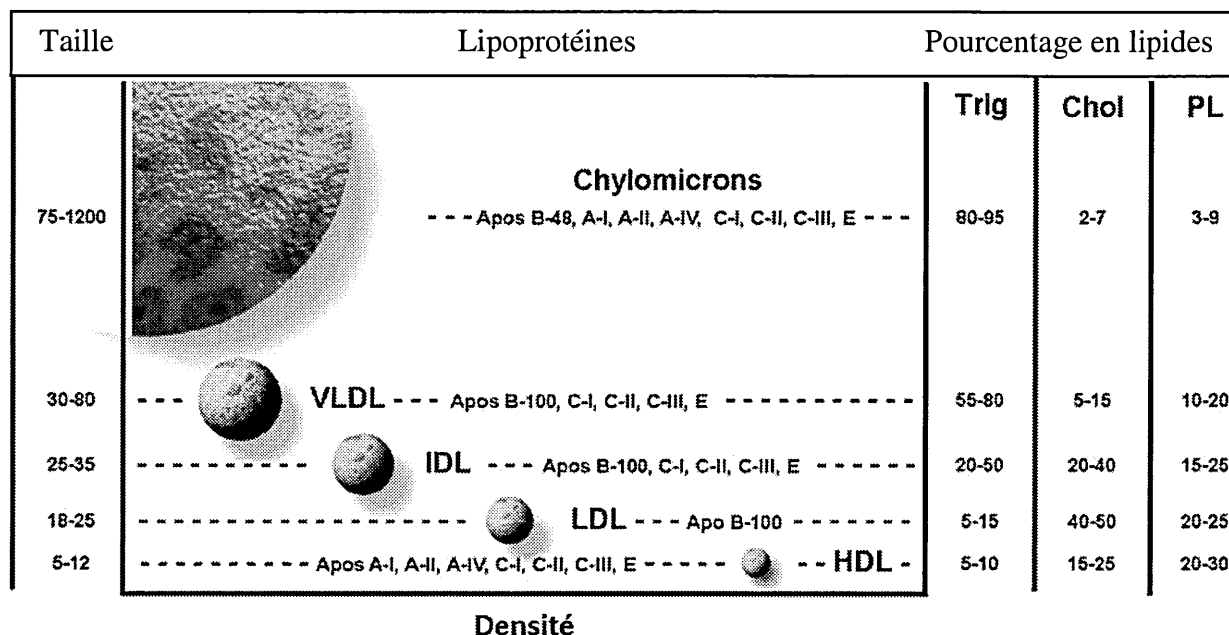 Taille Lipoprotéines Pourcentage en lipides
Trig Chol PL
Chylomicrons
75-1200 Apos B-48, A-I, A-II, A-IV, C-I, C-II, C-III, E 80-95 2-7 3-9
30-80 VLDL Apos B-100, C-I, C-II, C-III, E 55-80 5-15 10-20
25-35 IDL Apos B-100, C-I, C-II, C-III, E 20-50 20-40 15-25
18-25 LDL Apo B-100 5-15 40-50 20-25
5-12 Apos A-I, A-II, A-IV, C-I, C-II, C-III, E HDL 5-10 15-25 20-30
Densité